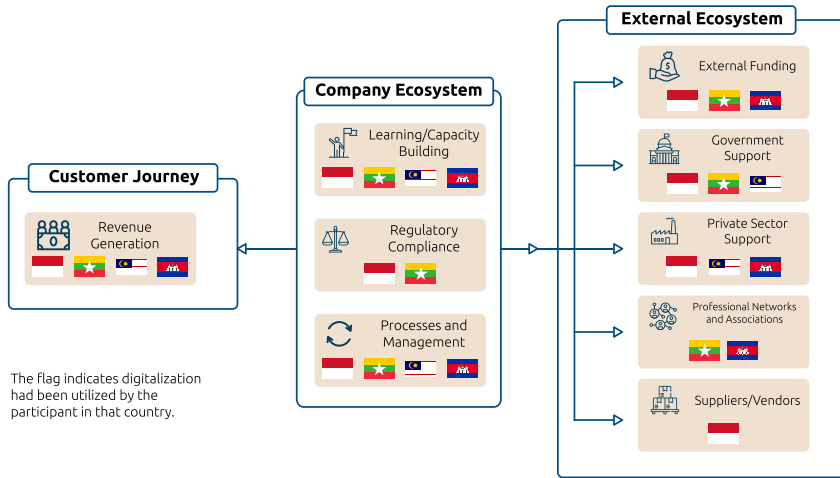 External Ecosystem
External Funding
Government
Support
Private Sector
Support
Professional Networks
and Associations
Suppliers/Vendors
Company Ecosystem
Learning/Capacity
Building
Regulatory
Compliance
Processes and
Management
Customer Journey
Revenue
Generation
The flag indicates digitalization
had been utilized by the
participant in that country.